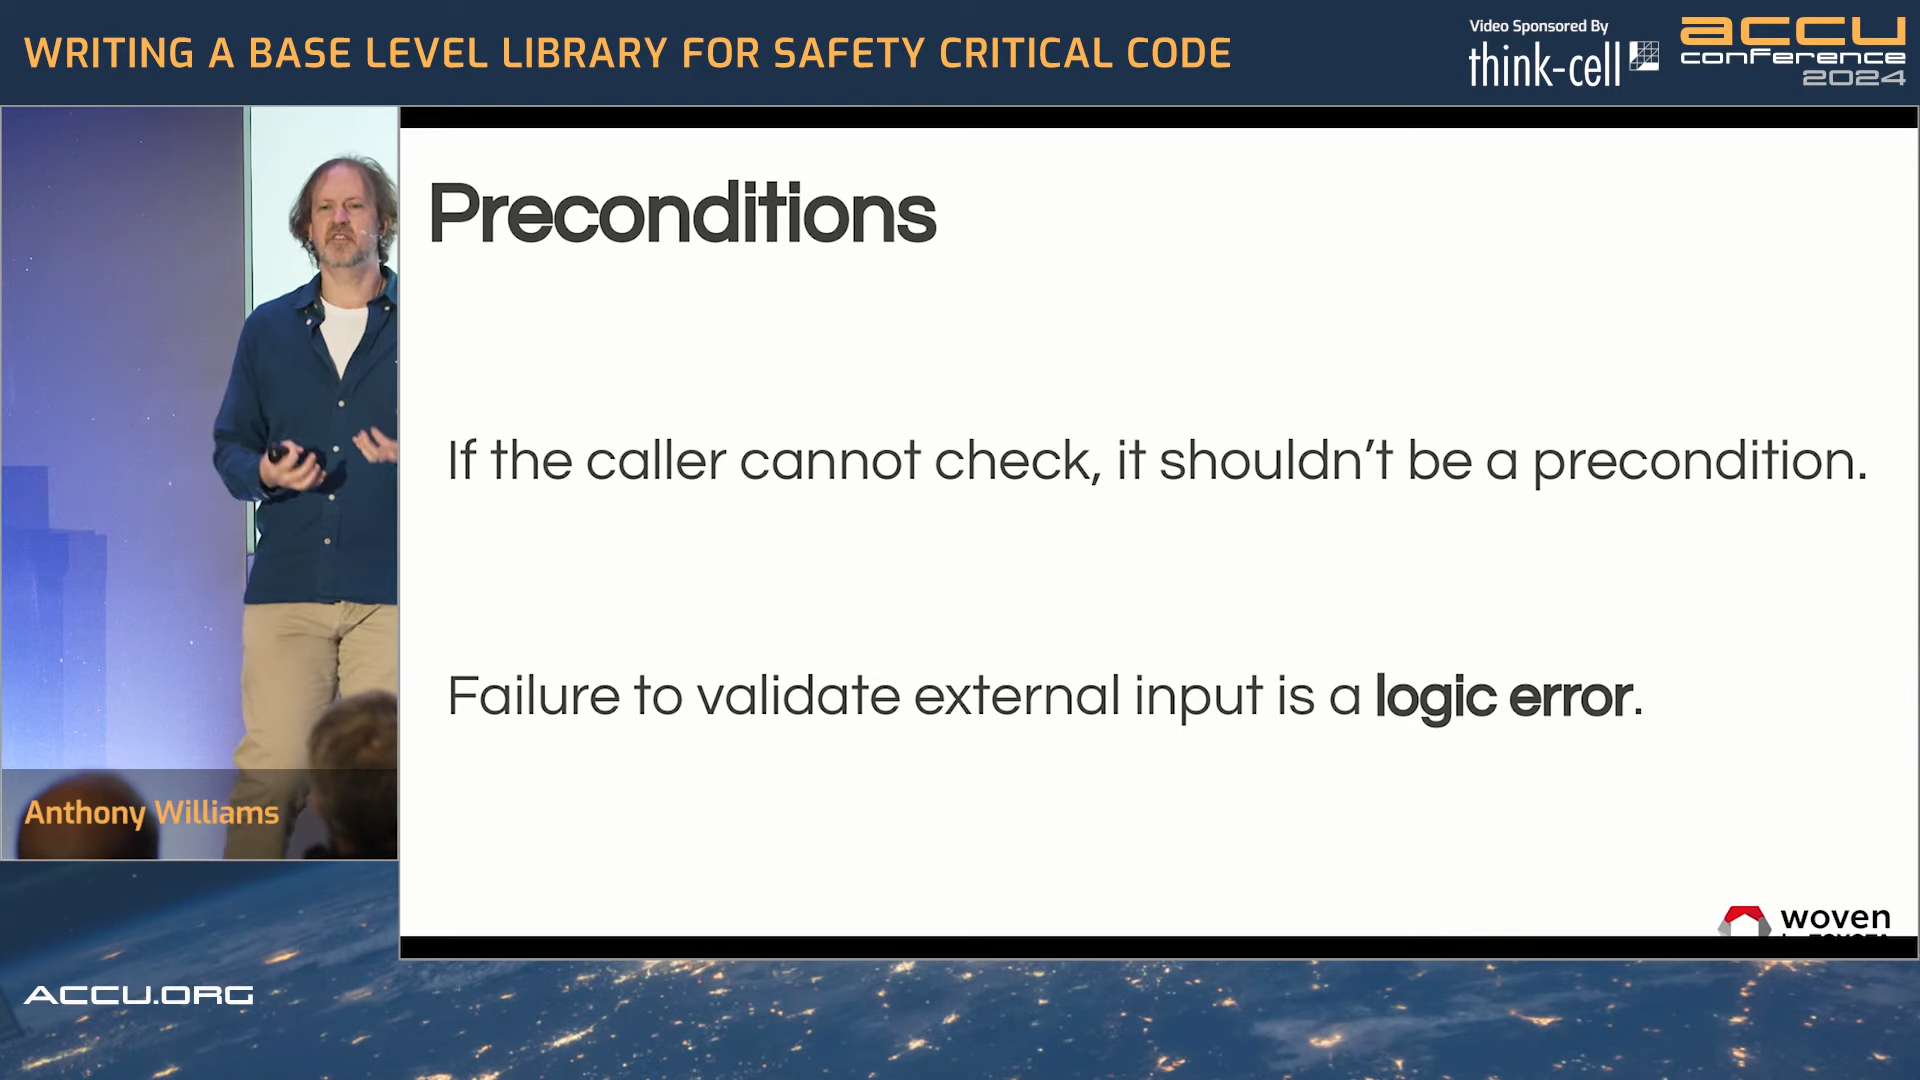 WRITING A BASE LEVEL LIBRARY FOR SAFETY CRITICAL CODE
Video Sponsored By
think-cell
accu
conference
2024
Preconditions
If the caller cannot check, it shouldn’t be a precondition.
Failure to validate external input is a logic error.
Anthony Williams
woven
ACCU.ORG